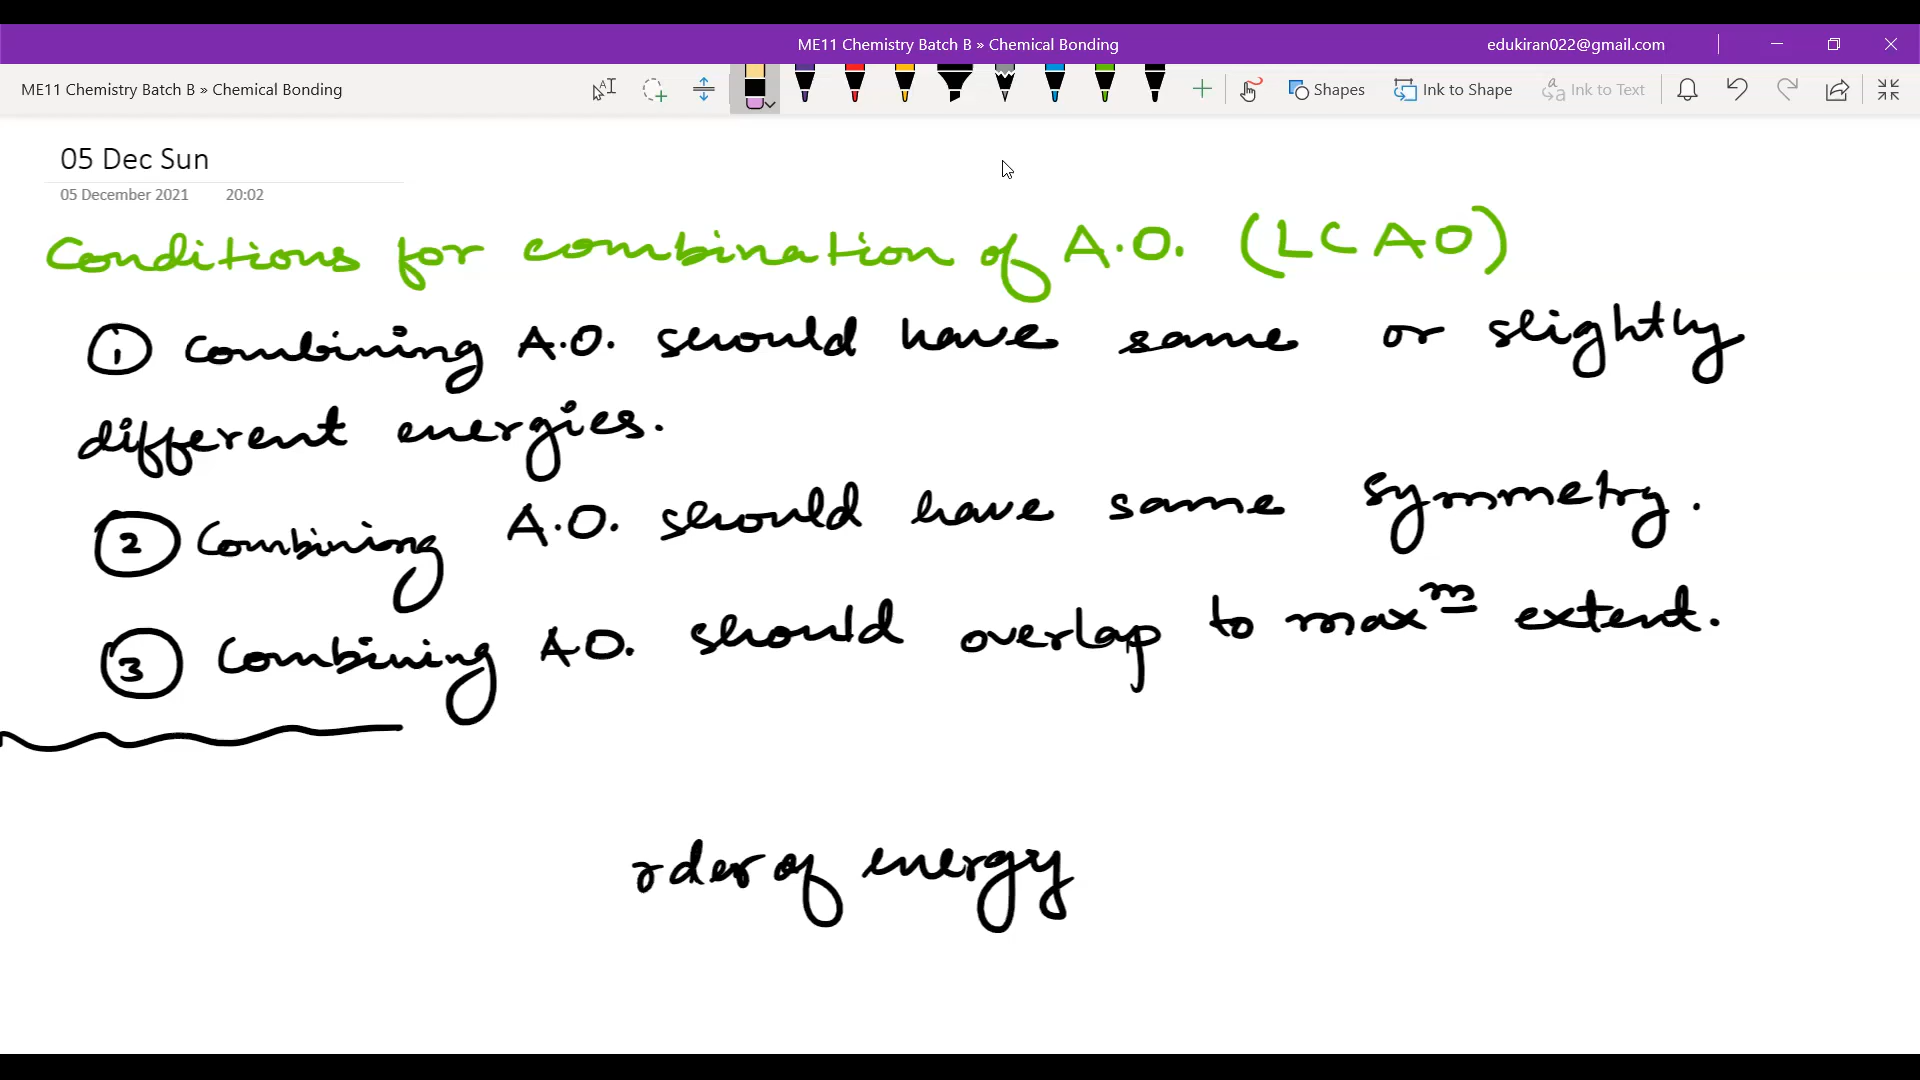 ME11 Chemistry Batch B » Chemical Bonding
edukiran022@gmail.com
ME11 Chemistry Batch B » Chemical Bonding
Shapes
Ink to Shape
Ink to Text
05 Dec Sun
05 December 2021 20:02
Conditions for combination of A.O. (LCAO)
① Combining A.O. should have same or slightly
different energies.
② Combining A.O. should have same symmetry.
③ Combining A.O. should overlap to maxᵐ extent.
rder of energy